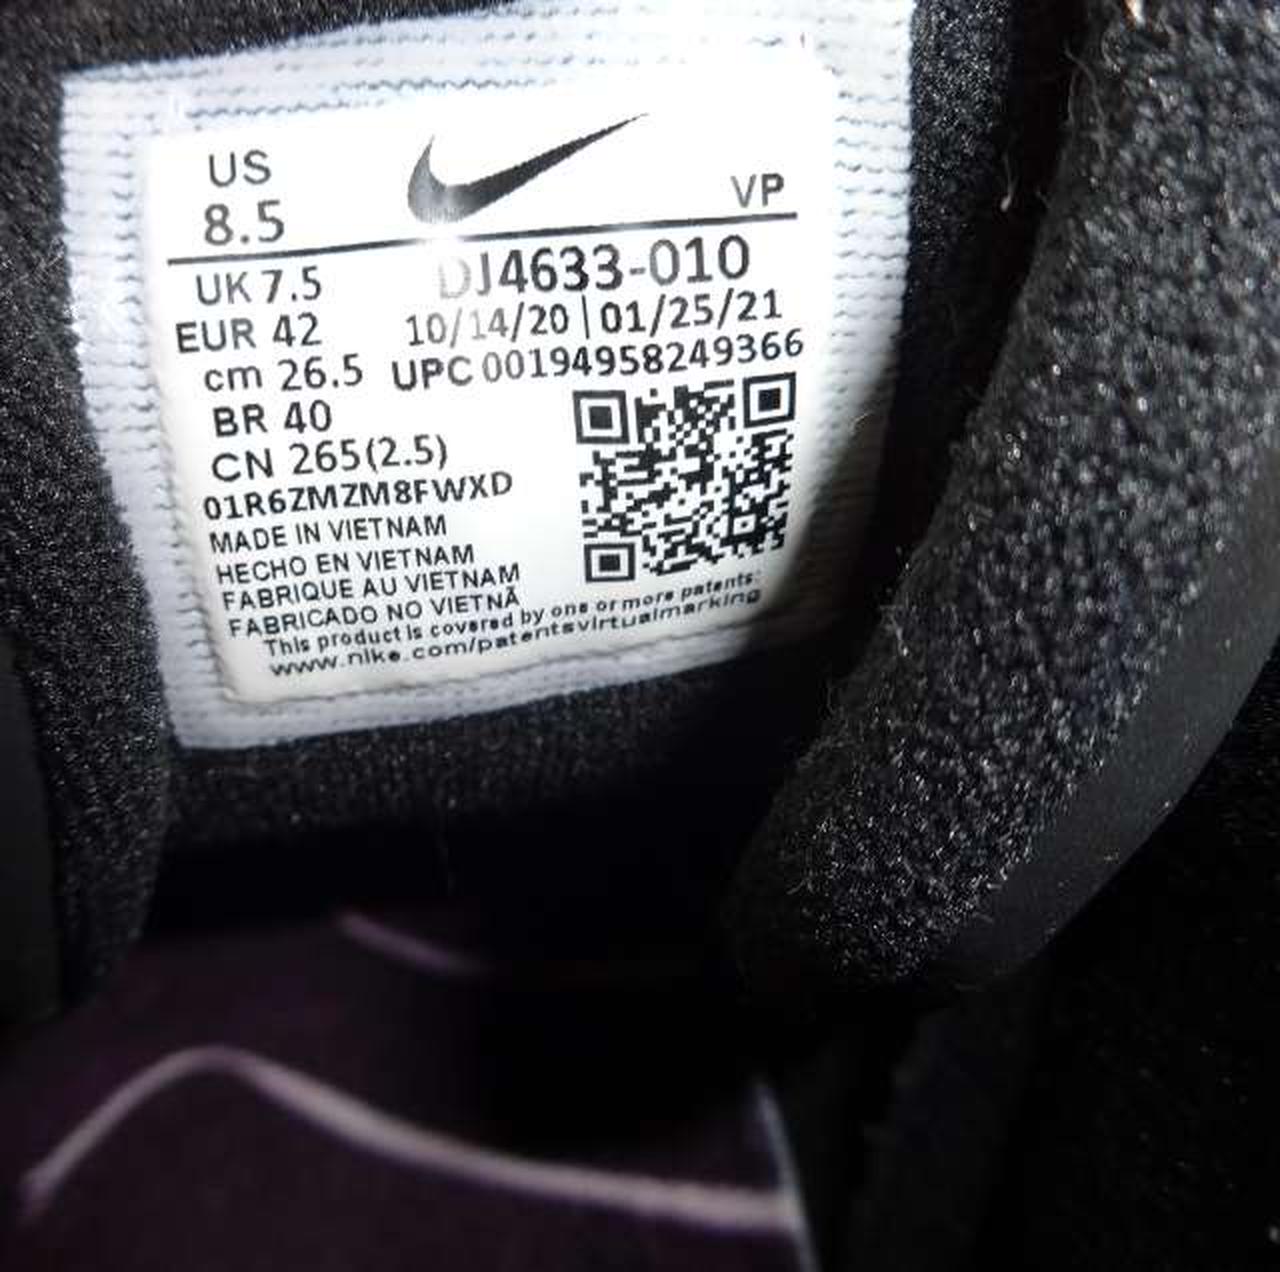 US
8.5
VP
UK 7.5
DJ4633-010
EUR 42
10/14/20 | 01/25/21
cm 26.5
UPC 00194958249366
BR 40
CN 265(2.5)
01R6ZMZM8FWXD
MADE IN VIETNAM
HECHO EN VIETNAM
FABRIQUE AU VIETNAM
FABRICADO NO VIETNÃ
This product is covered by one or more patents:
www.nike.com/patentsvirtualmarking